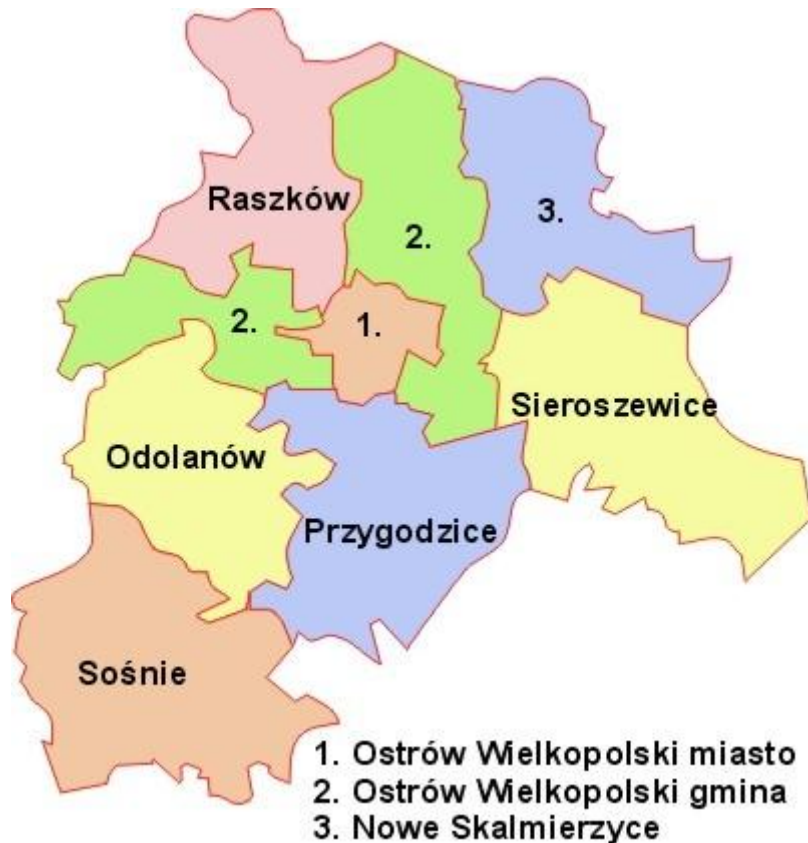 Raszków
2.
3.
2.
1.
Sieroszewice
Odolanów
Przygodzice
Sośnie
1. Ostrów Wielkopolski miasto
2. Ostrów Wielkopolski gmina
3. Nowe Skalmierzyce